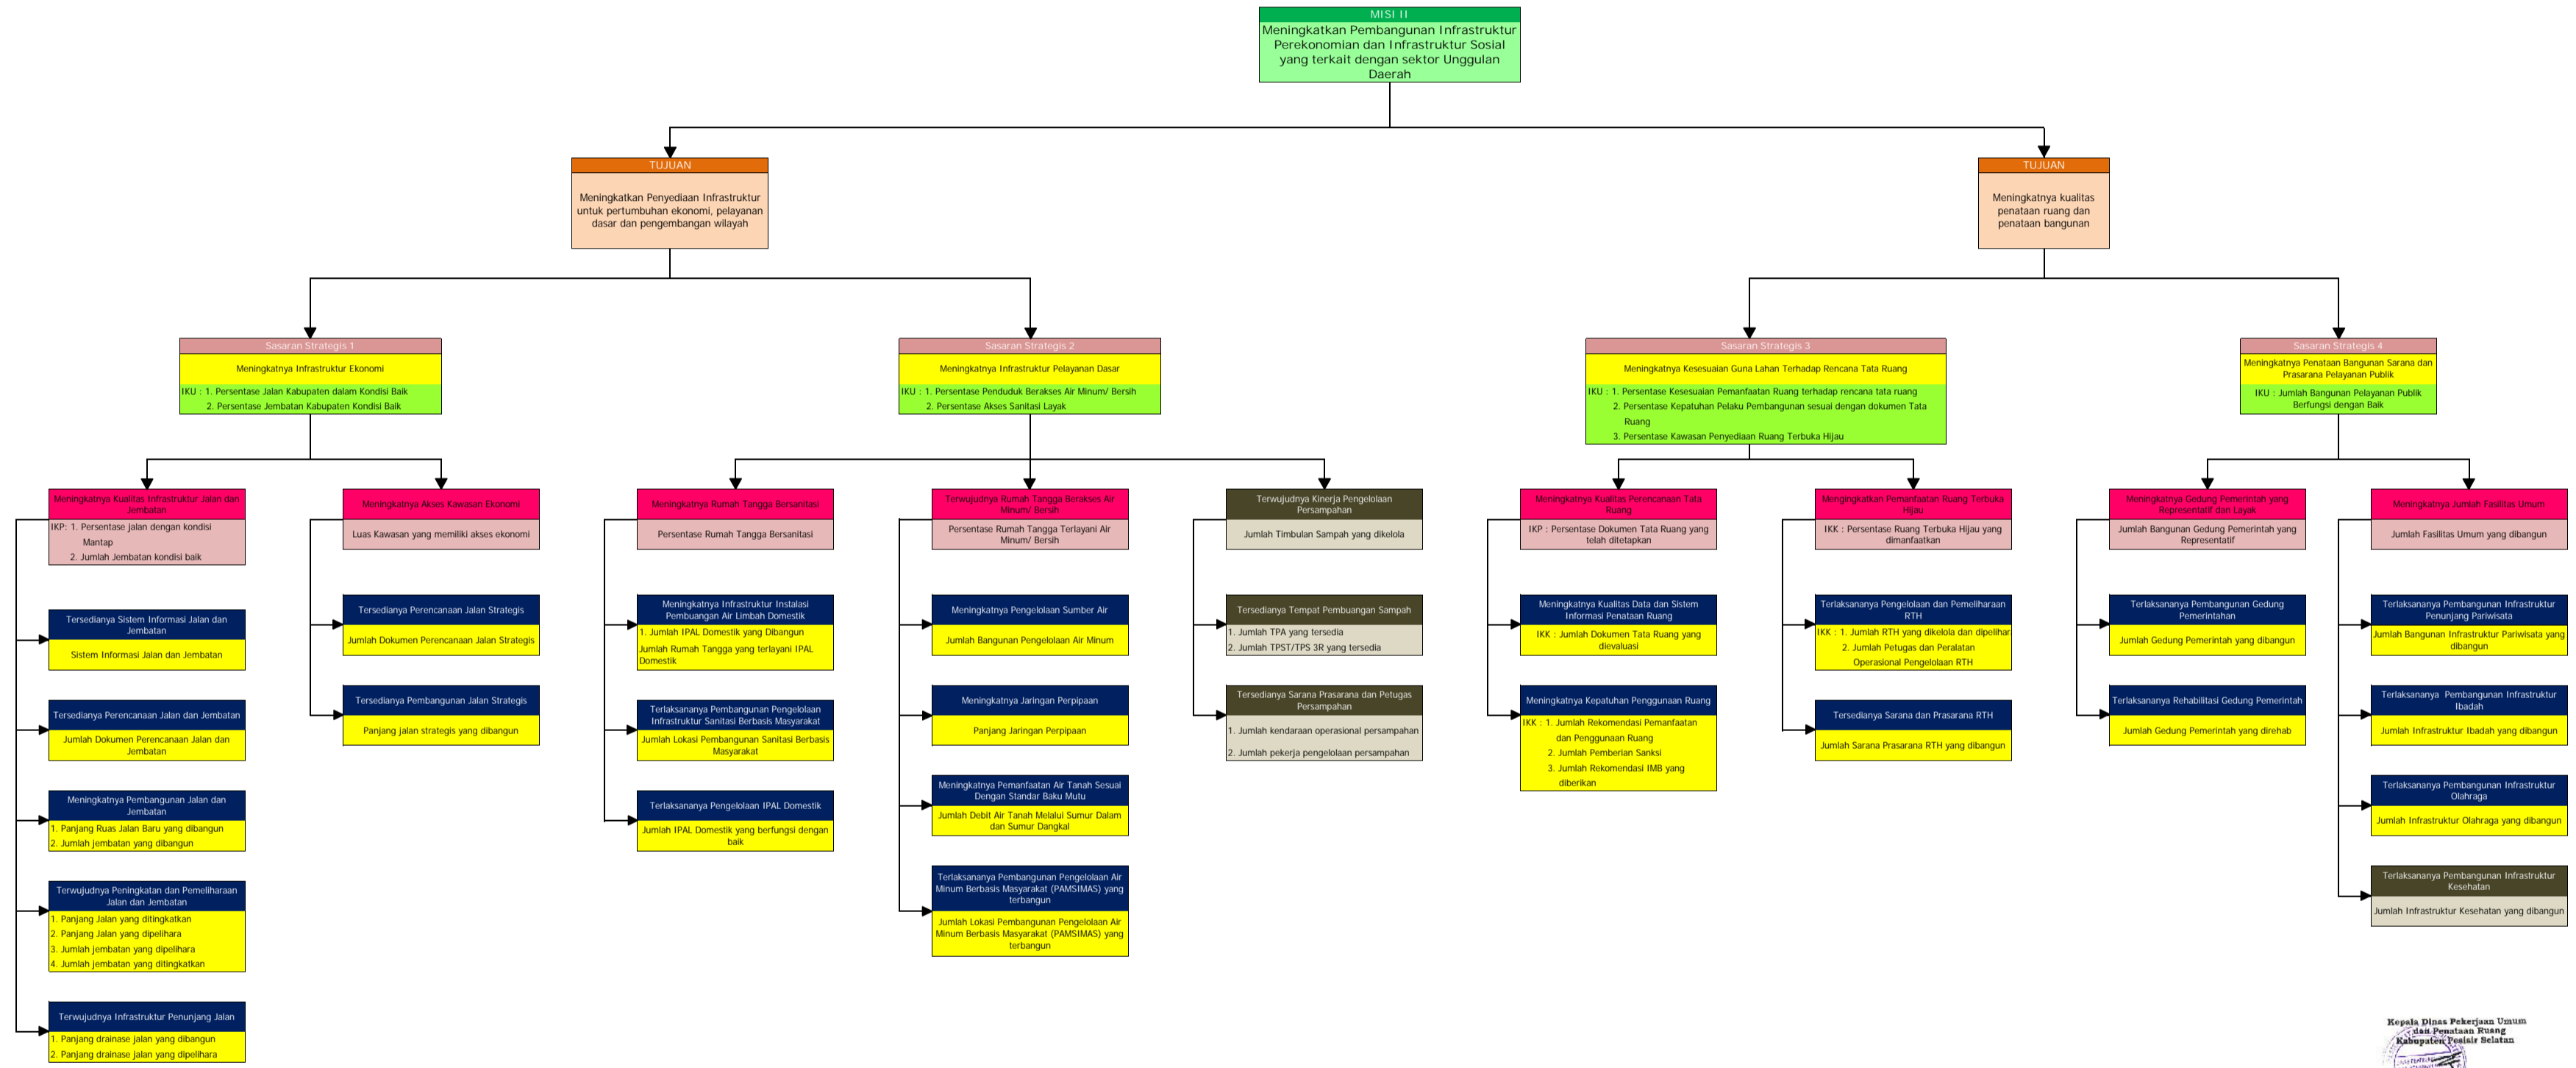 MISI II
Meningkatkan Pembangunan Infrastruktur
Perekonomian dan Infrastruktur Sosial
yang terkait dengan sektor Unggulan
Daerah
TUJUAN
Meningkatkan Penyediaan Infrastruktur
untuk pertumbuhan ekonomi, pelayanan
dasar dan pengembangan wilayah
TUJUAN
Meningkatnya kualitas
penataan ruang dan
penataan bangunan
Sasaran Strategis 1
Meningkatnya Infrastruktur Ekonomi
IKU : 1. Persentase Jalan Kabupaten dalam Kondisi Baik
2. Persentase Jembatan Kabupaten Kondisi Baik
Sasaran Strategis 2
Meningkatnya Infrastruktur Pelayanan Dasar
IKU : 1. Persentase Penduduk Berakses Air Minum/ Bersih
2. Persentase Akses Sanitasi Layak
Sasaran Strategis 3
Meningkatnya Kesesuaian Guna Lahan Terhadap Rencana Tata Ruang
IKU : 1. Persentase Kesesuaian Pemanfaatan Ruang terhadap rencana tata ruang
2. Persentase Kepatuhan Pelaku Pembangunan sesuai dengan dokumen Tata
Ruang
3. Persentase Kawasan Penyediaan Ruang Terbuka Hijau
Sasaran Strategis 4
Meningkatnya Penataan Bangunan Sarana dan
Prasarana Pelayanan Publik
IKU : Jumlah Bangunan Pelayanan Publik
Berfungsi dengan Baik
Meningkatnya Kualitas Infrastruktur Jalan dan
Jembatan
IKP: 1. Persentase jalan dengan kondisi
Mantap
2. Jumlah Jembatan kondisi baik
Tersedianya Sistem Informasi Jalan dan
Jembatan
Sistem Informasi Jalan dan Jembatan
Tersedianya Perencanaan Jalan dan Jembatan
Jumlah Dokumen Perencanaan Jalan dan
Jembatan
Meningkatnya Pembangunan Jalan dan
Jembatan
1. Panjang Ruas Jalan Baru yang dibangun
2. Jumlah jembatan yang dibangun
Terwujudnya Peningkatan dan Pemeliharaan
Jalan dan Jembatan
1. Panjang Jalan yang ditingkatkan
2. Panjang Jalan yang dipelihara
3. Jumlah jembatan yang dipelihara
4. Jumlah jembatan yang ditingkatkan
Terwujudnya Infrastruktur Penunjang Jalan
1. Panjang drainase jalan yang dibangun
2. Panjang drainase jalan yang dipelihara
Meningkatnya Akses Kawasan Ekonomi
Luas Kawasan yang memiliki akses ekonomi
Tersedianya Perencanaan Jalan Strategis
Jumlah Dokumen Perencanaan Jalan Strategis
Tersedianya Pembangunan Jalan Strategis
Panjang jalan strategis yang dibangun
Meningkatnya Rumah Tangga Bersanitasi
Persentase Rumah Tangga Bersanitasi
Meningkatnya Infrastruktur Instalasi
Pembuangan Air Limbah Domestik
1. Jumlah IPAL Domestik yang Dibangun
Jumlah Rumah Tangga yang terlayani IPAL
Domestik
Terlaksananya Pembangunan Pengelolaan
Infrastruktur Sanitasi Berbasis Masyarakat
Jumlah Lokasi Pembangunan Sanitasi Berbasis
Masyarakat
Terlaksananya Pengelolaan IPAL Domestik
Jumlah IPAL Domestik yang berfungsi dengan
baik
Terwujudnya Rumah Tangga Berakses Air
Minum/ Bersih
Persentase Rumah Tangga Terlayani Air
Minum/ Bersih
Meningkatnya Pengelolaan Sumber Air
Jumlah Bangunan Pengelolaan Air Minum
Meningkatnya Jaringan Perpipaan
Panjang Jaringan Perpipaan
Meningkatnya Pemanfaatan Air Tanah Sesuai
Dengan Standar Baku Mutu
Jumlah Debit Air Tanah Melalui Sumur Dalam
dan Sumur Dangkal
Terlaksananya Pembangunan Pengelolaan Air
Minum Berbasis Masyarakat (PAMSIMAS) yang
terbangun
Jumlah Lokasi Pembangunan Pengelolaan Air
Minum Berbasis Masyarakat (PAMSIMAS) yang
terbangun
Terwujudnya Kinerja Pengelolaan
Persampahan
Jumlah Timbulan Sampah yang dikelola
Tersedianya Tempat Pembuangan Sampah
1. Jumlah TPA yang tersedia
2. Jumlah TPST/TPS 3R yang tersedia
Tersedianya Sarana Prasarana dan Petugas
Persampahan
1. Jumlah kendaraan operasional persampahan
2. Jumlah pekerja pengelolaan persampahan
Meningkatnya Kualitas Perencanaan Tata
Ruang
IKP : Persentase Dokumen Tata Ruang yang
telah ditetapkan
Meningkatnya Kualitas Data dan Sistem
Informasi Penataan Ruang
IKK : Jumlah Dokumen Tata Ruang yang
dievaluasi
Meningkatnya Kepatuhan Penggunaan Ruang
IKK : 1. Jumlah Rekomendasi Pemanfaatan
dan Penggunaan Ruang
2. Jumlah Pemberian Sanksi
3. Jumlah Rekomendasi IMB yang
diberikan
Mengingkatkan Pemanfaatan Ruang Terbuka
Hijau
IKK : Persentase Ruang Terbuka Hijau yang
dimanfaatkan
Terlaksananya Pengelolaan dan Pemeliharaan
RTH
IKK : 1. Jumlah RTH yang dikelola dan dipelihar
2. Jumlah Petugas dan Peralatan
Operasional Pengelolaan RTH
Tersedianya Sarana dan Prasarana RTH
Jumlah Sarana Prasarana RTH yang dibangun
Meningkatnya Gedung Pemerintah yang
Representatif dan Layak
Jumlah Bangunan Gedung Pemerintah yang
Representatif
Terlaksananya Pembangunan Gedung
Pemerintahan
Jumlah Gedung Pemerintah yang dibangun
Terlaksananya Rehabilitasi Gedung Pemerintah
Jumlah Gedung Pemerintah yang direhab
Meningkatnya Jumlah Fasilitas Umum
Jumlah Fasilitas Umum yang dibangun
Terlaksananya Pembangunan Infrastruktur
Penunjang Pariwisata
Jumlah Bangunan Infrastruktur Pariwisata yang
dibangun
Terlaksananya Pembangunan Infrastruktur
Ibadah
Jumlah Infrastruktur Ibadah yang dibangun
Terlaksananya Pembangunan Infrastruktur
Olahraga
Jumlah Infrastruktur Olahraga yang dibangun
Terlaksananya Pembangunan Infrastruktur
Kesehatan
Jumlah Infrastruktur Kesehatan yang dibangun
Kepala Dinas Pekerjaan Umum
dan Penataan Ruang
Kabupaten Pesisir Selatan